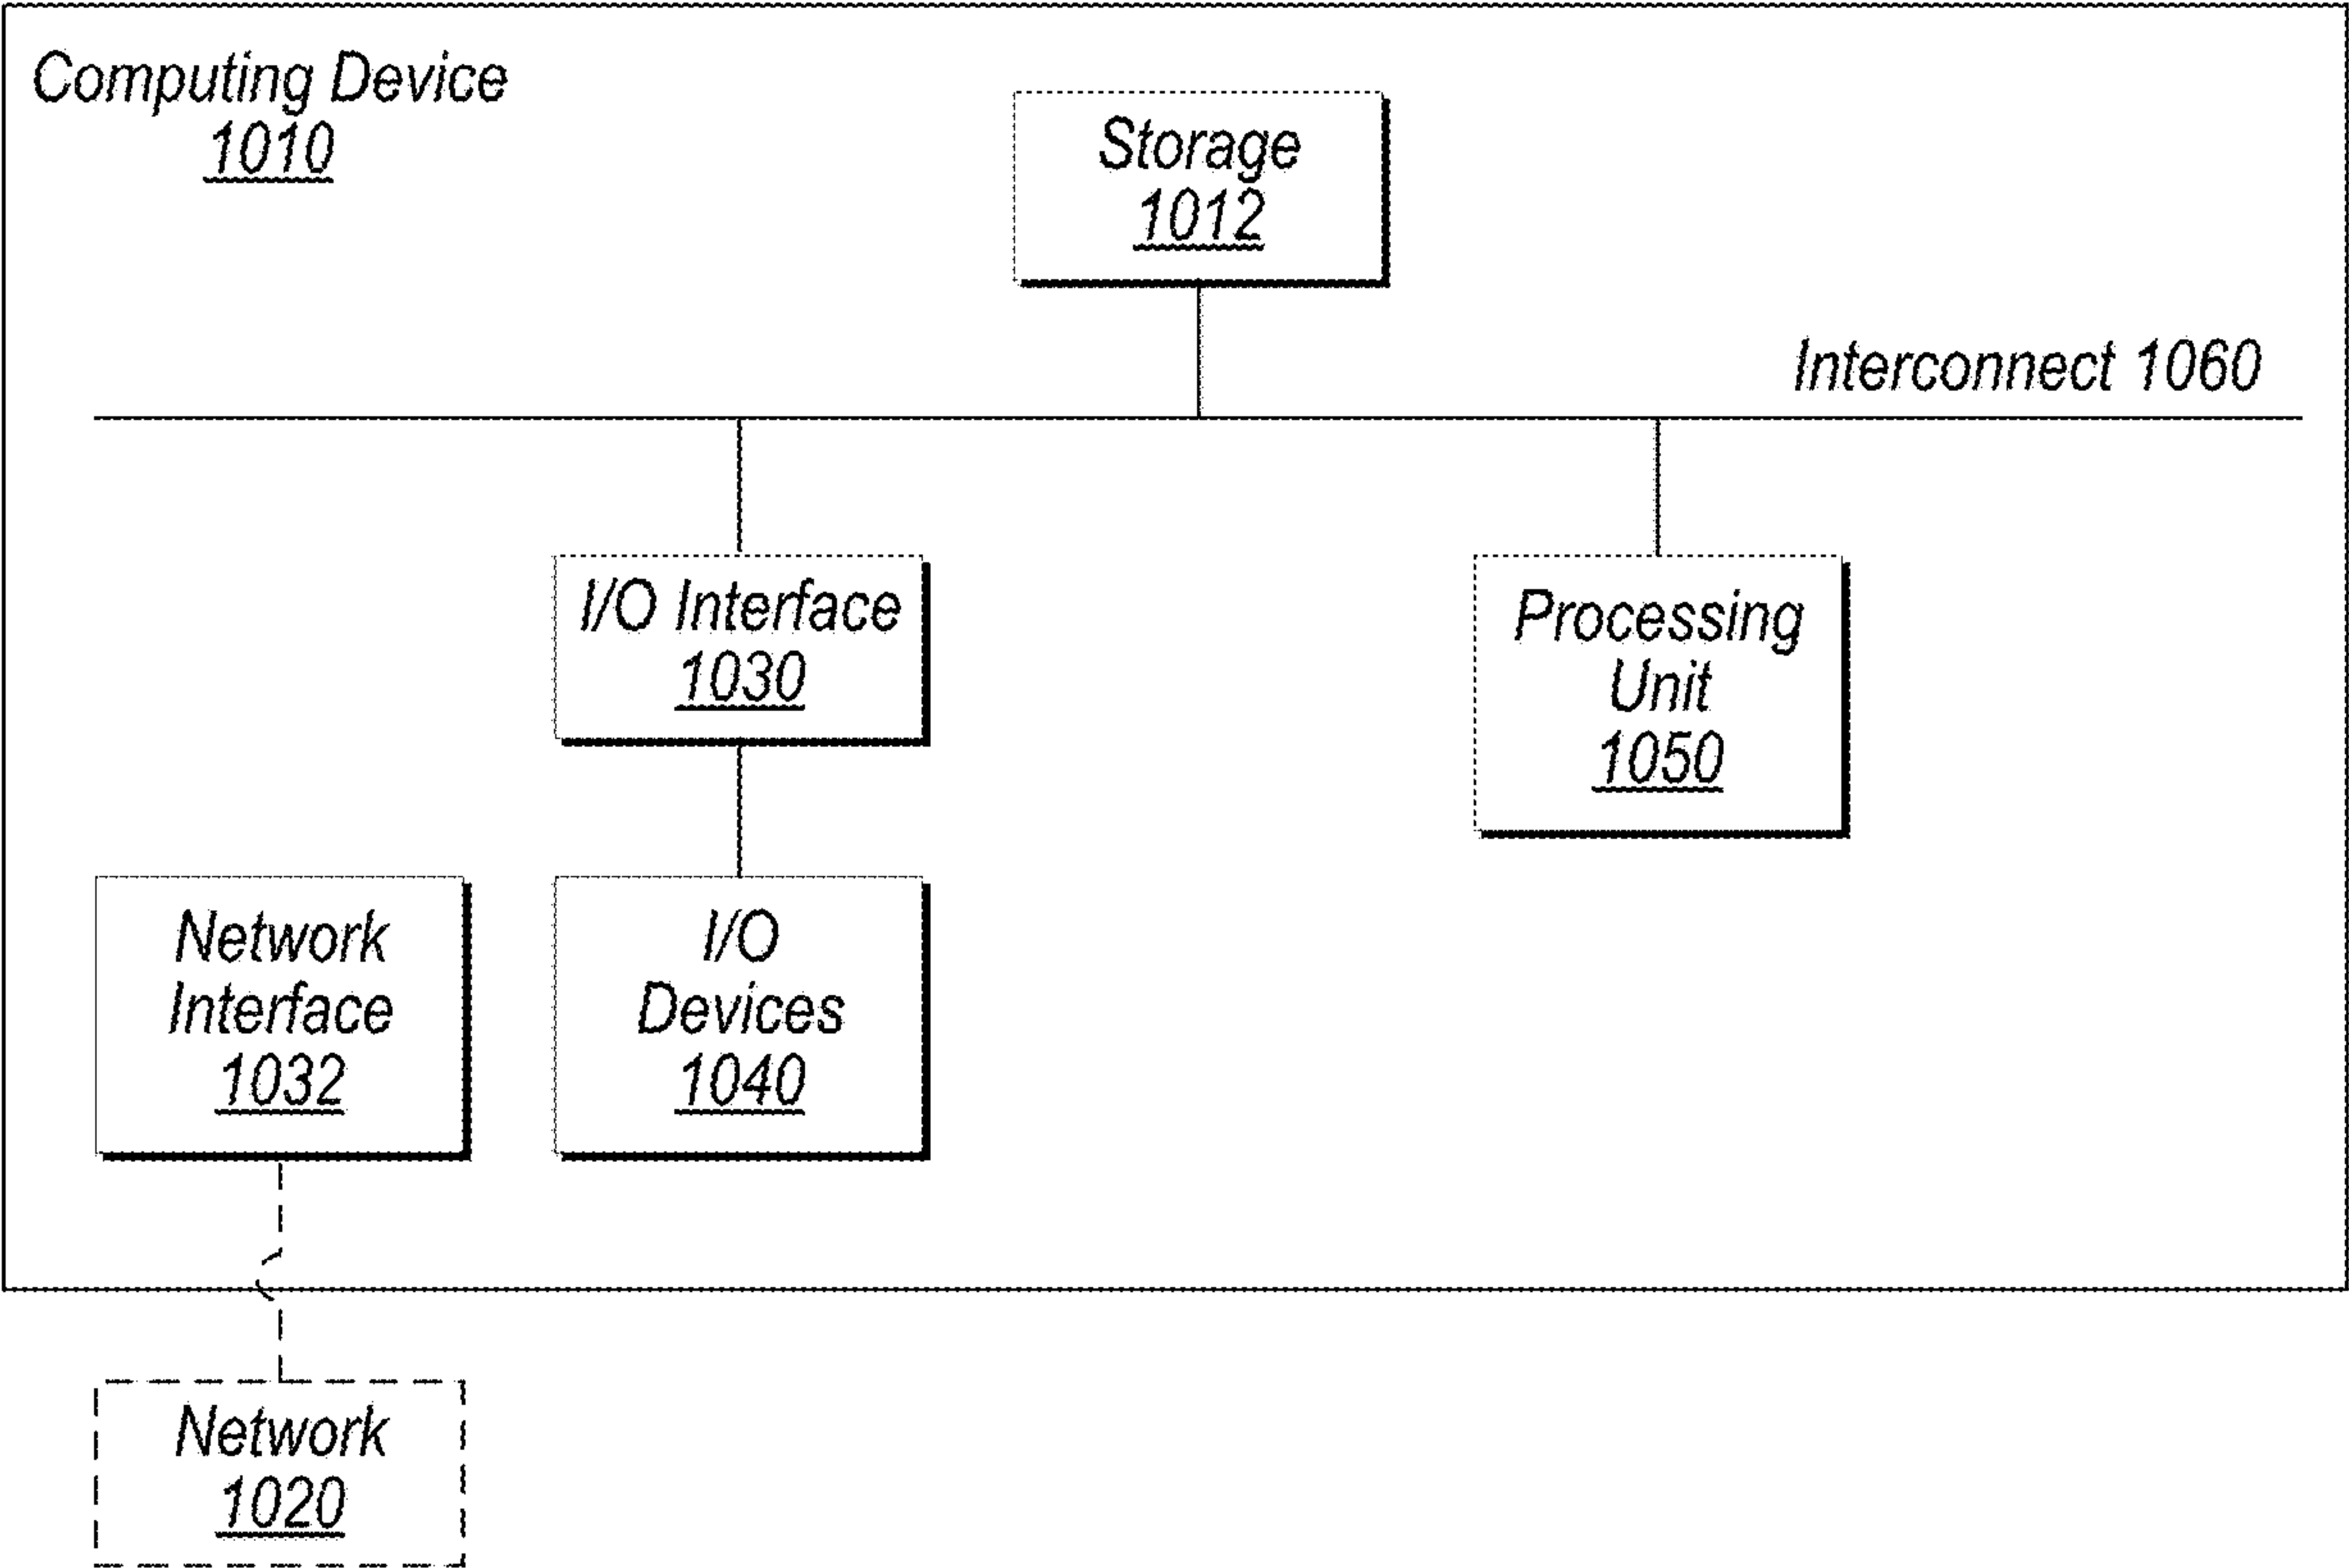 Computing Device
1010
Storage
1012
Interconnect 1060
I/O Interface
1030
Processing
Unit
1050
Network
Interface
1032
I/O
Devices
1040
Network
1020